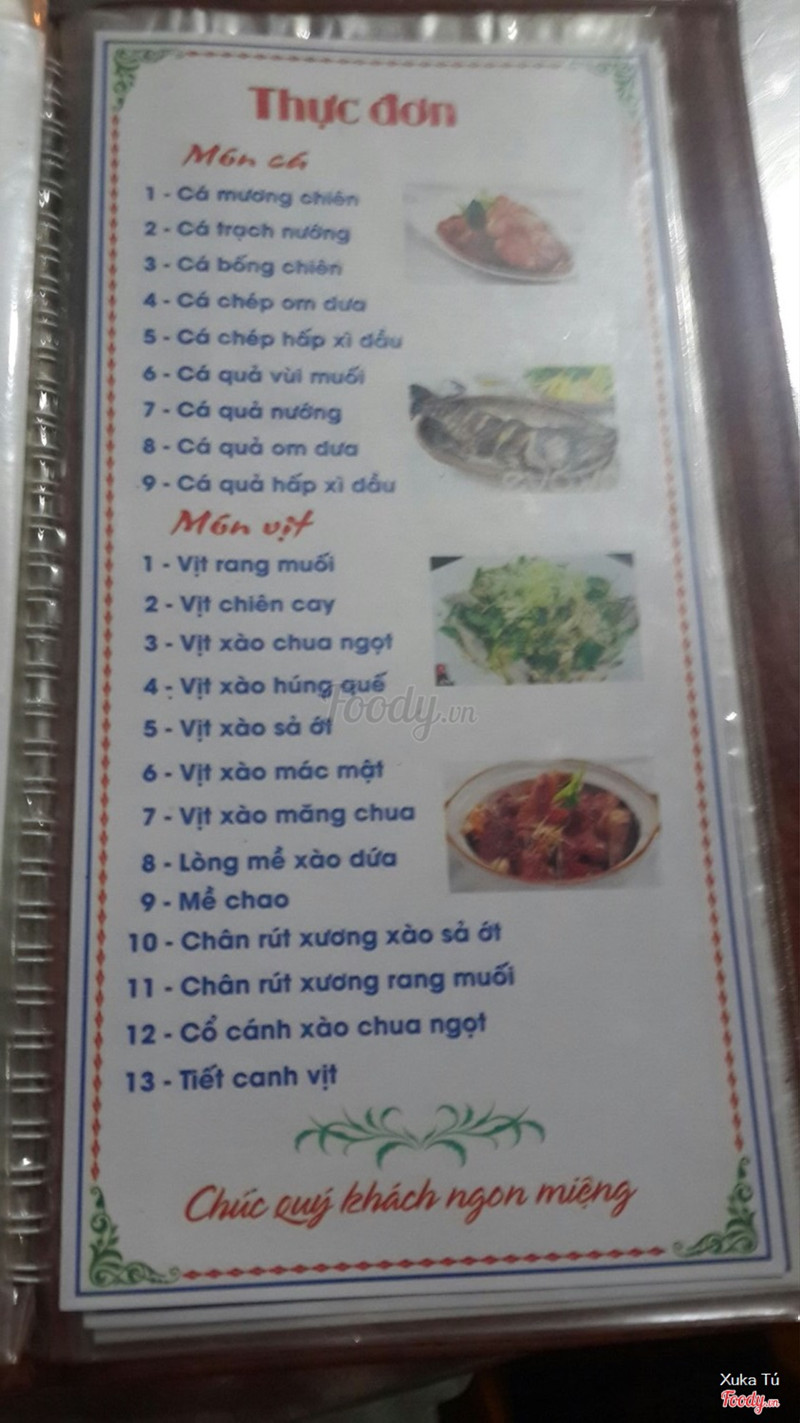 Thực đơn
Món cá
1 - Cá mương chiên
2 - Cá trạch nướng
3 - Cá bống chiên
4 - Cá chép om dưa
5 - Cá chép hấp xì dầu
6 - Cá quả vùi muối
7 - Cá quả nướng
8 - Cá quả om dưa
9 - Cá quả hấp xì dầu
Món vịt
1 - Vịt rang muối
2 - Vịt chiên cay
3 - Vịt xào chua ngọt
4 - Vịt xào húng quế
Foody.vn
5 - Vịt xào sả ớt
6 - Vịt xào mác mật
7 - Vịt xào măng chua
8 - Lòng mề xào dứa
9 - Mề chao
10 - Chân rút xương xào sả ớt
11 - Chân rút xương rang muối
12 - Cổ cánh xào chua ngọt
13 - Tiết canh vịt
Chúc quý khách ngon miệng
Xuka Tú
Foody.vn